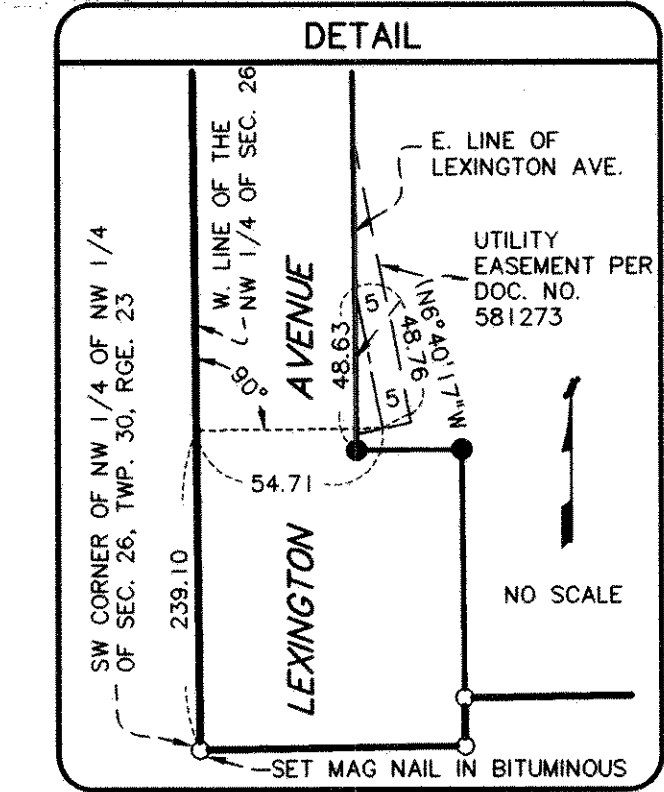 DETAIL
SW CORNER OF NW 1/4 OF NW 1/4
OF SEC. 26, TWP. 30, RGE. 23
W. LINE OF THE
NW 1/4 OF SEC. 26
E. LINE OF
LEXINGTON AVE.
UTILITY
EASEMENT PER
DOC. NO.
581273
AVENUE
LEXINGTON
90°
48.63
5
5
48.76
N6°40'17"W
54.71
239.10
NO SCALE
SET MAG NAIL IN BITUMINOUS